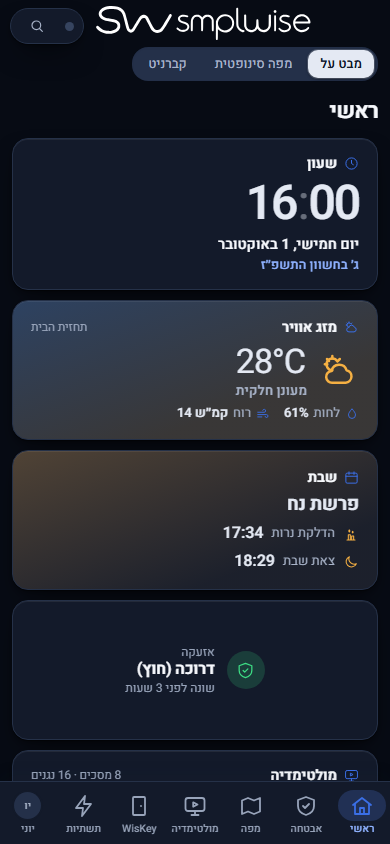 smplwise
מבט על
מפה סינופטית
קברניט
ראשי
שעון
16:00
יום חמישי, 1 באוקטובר
ג׳ בחשוון התשפ״ז
מזג אוויר
תחזית הבית
28°C
מעונן חלקית
לחות 61% רוח 14 קמ״ש
שבת
פרשת נח
הדלקת נרות 17:34
צאת שבת 18:29
אזעקה
דרוכה (חוץ)
שונה לפני 3 שעות
מולטימדיה
8 מסכים · 16 נגנים
ראשי
אבטחה
מפה
מולטימדיה
WisKey
תשתיות
יו
יוני